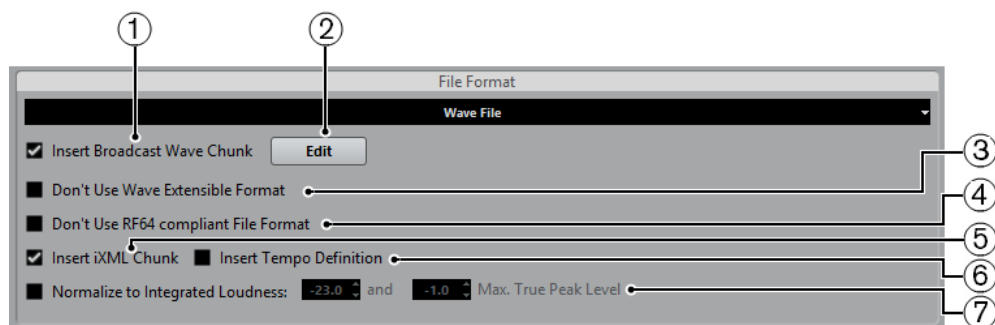 ① ②
File Format
Wave File
Insert Broadcast Wave Chunk Edit
③
Don't Use Wave Extensible Format
④
Don't Use RF64 compliant File Format
⑤
Insert iXML Chunk Insert Tempo Definition
⑥
Normalize to Integrated Loudness: -23.0 and -1.0 Max. True Peak Level
⑦